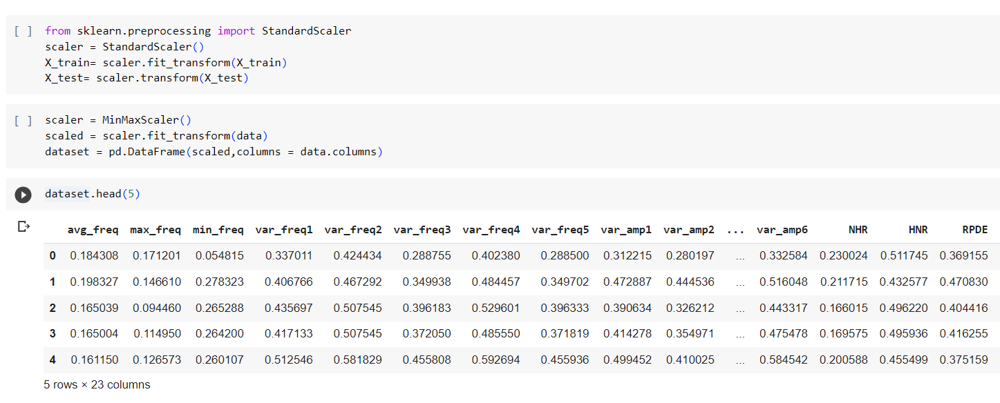 [ ] from sklearn.preprocessing import StandardScaler
scaler = StandardScaler()
X_train= scaler.fit_transform(X_train)
X_test= scaler.transform(X_test)
[ ] scaler = MinMaxScaler()
scaled = scaler.fit_transform(data)
dataset = pd.DataFrame(scaled,columns = data.columns)
dataset.head(5)
avg_freq max_freq min_freq var_freq1 var_freq2 var_freq3 var_freq4 var_freq5 var_amp1 var_amp2 ... var_amp6 NHR HNR RPDE
0 0.184308 0.171201 0.054815 0.337011 0.424434 0.288755 0.402380 0.288500 0.312215 0.280197 ... 0.332584 0.230024 0.511745 0.369155
1 0.198327 0.146610 0.278323 0.406766 0.467292 0.349938 0.484457 0.349702 0.472887 0.444536 ... 0.516048 0.211715 0.432577 0.470830
2 0.165039 0.094460 0.265288 0.435697 0.507545 0.396183 0.529601 0.396333 0.390634 0.326212 ... 0.443317 0.166015 0.496220 0.404416
3 0.165004 0.114950 0.264200 0.417133 0.507545 0.372050 0.485550 0.371819 0.414278 0.354971 ... 0.475478 0.169575 0.495936 0.416255
4 0.161150 0.126573 0.260107 0.512546 0.581829 0.455808 0.592694 0.455936 0.499452 0.410025 ... 0.584542 0.200588 0.455499 0.375159
5 rows × 23 columns